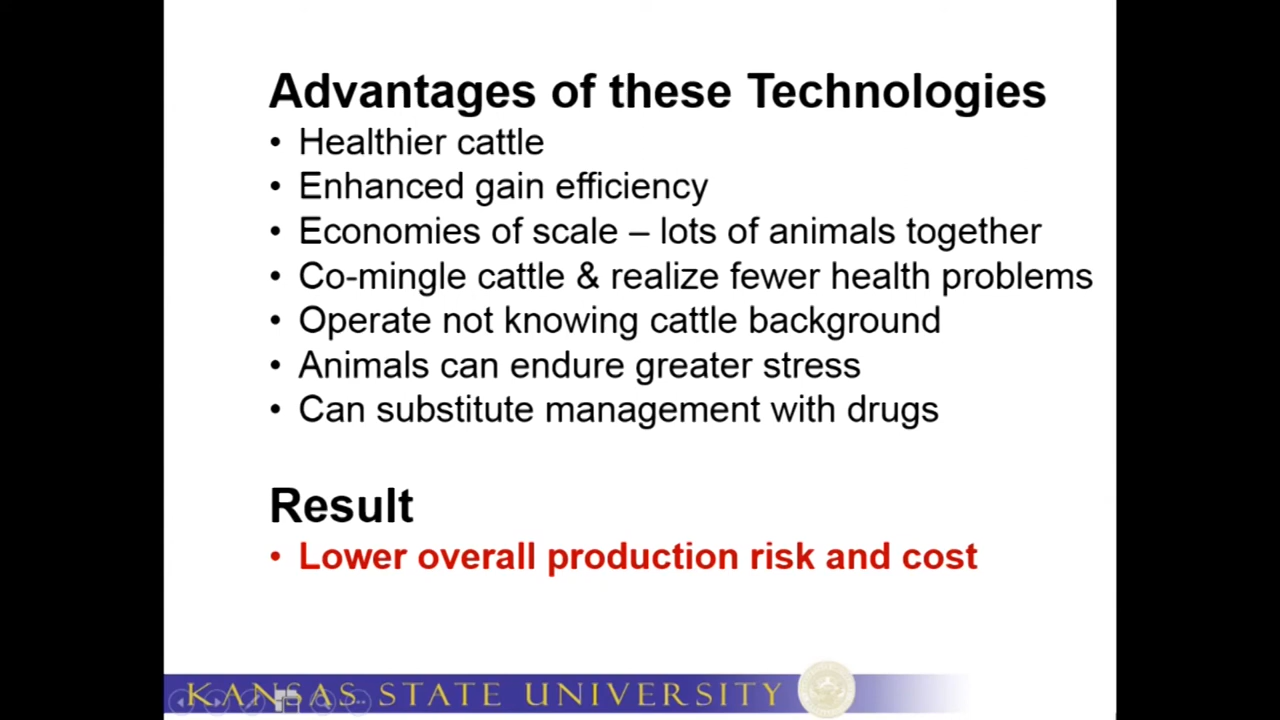 Advantages of these Technologies
• Healthier cattle
• Enhanced gain efficiency
• Economies of scale – lots of animals together
• Co-mingle cattle & realize fewer health problems
• Operate not knowing cattle background
• Animals can endure greater stress
• Can substitute management with drugs
Result
• Lower overall production risk and cost
KANSAS STATE UNIVERSITY